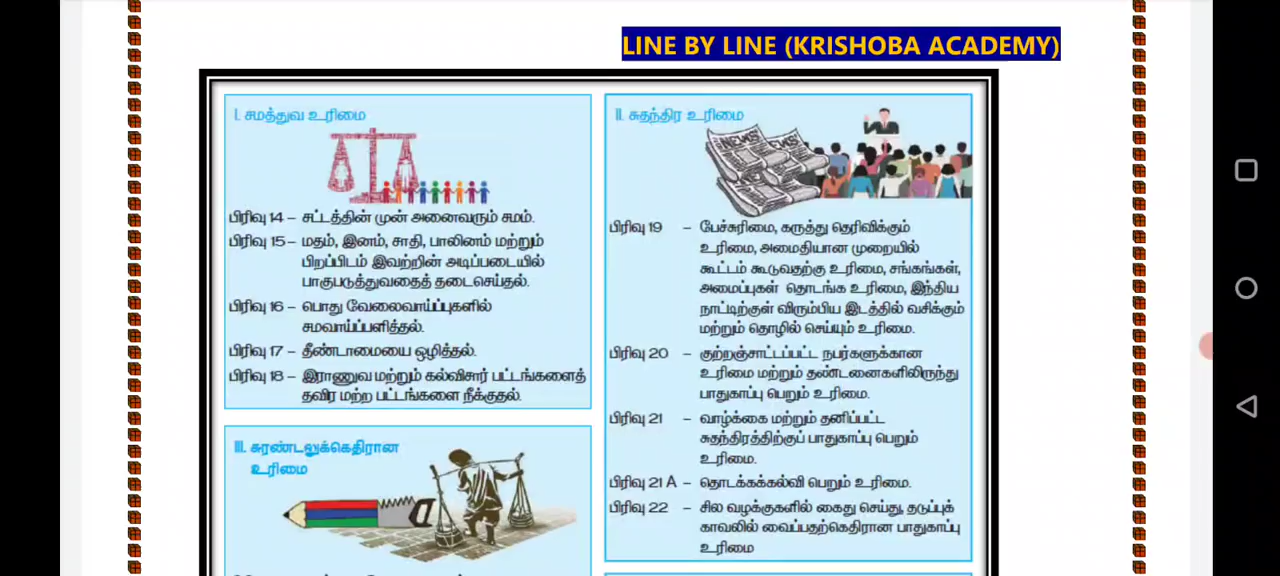 LINE BY LINE (KRISHOBA ACADEMY)
I. சமத்துவ உரிமை
பிரிவு 14 – சட்டத்தின் முன் அனைவரும் சமம்.
பிரிவு 15 – மதம், இனம், சாதி, பாலினம் மற்றும்
பிறப்பிடம் இவற்றின் அடிப்படையில்
பாகுபடுத்துவதைத் தடைசெய்தல்.
பிரிவு 16 – பொது வேலைவாய்ப்புகளில்
சமவாய்ப்பளித்தல்.
பிரிவு 17 – தீண்டாமையை ஒழித்தல்.
பிரிவு 18 – இராணுவ மற்றும் கல்விசார் பட்டங்களைத்
தவிர மற்ற பட்டங்களை நீக்குதல்.
II. சுதந்திர உரிமை
NEWS
NEWS
பிரிவு 19 – பேச்சுரிமை, கருத்து தெரிவிக்கும்
உரிமை, அமைதியான முறையில்
கூட்டம் கூடுவதற்கு உரிமை, சங்கங்கள்,
அமைப்புகள் தொடங்க உரிமை, இந்திய
நாட்டிற்குள் விரும்பிய இடத்தில் வசிக்கும்
மற்றும் தொழில் செய்யும் உரிமை.
பிரிவு 20 – குற்றஞ்சாட்டப்பட்ட நபர்களுக்கான
உரிமை மற்றும் தண்டனைகளிலிருந்து
பாதுகாப்பு பெறும் உரிமை.
பிரிவு 21 – வாழ்க்கை மற்றும் தனிப்பட்ட
சுதந்திரத்திற்குப் பாதுகாப்பு பெறும்
உரிமை.
பிரிவு 21 A – தொடக்கக்கல்வி பெறும் உரிமை.
பிரிவு 22 – சில வழக்குகளில் கைது செய்து, தடுப்புக்
காவலில் வைப்பதற்கெதிரான பாதுகாப்பு
உரிமை
III. சுரண்டலுக்கெதிரான
உரிமை